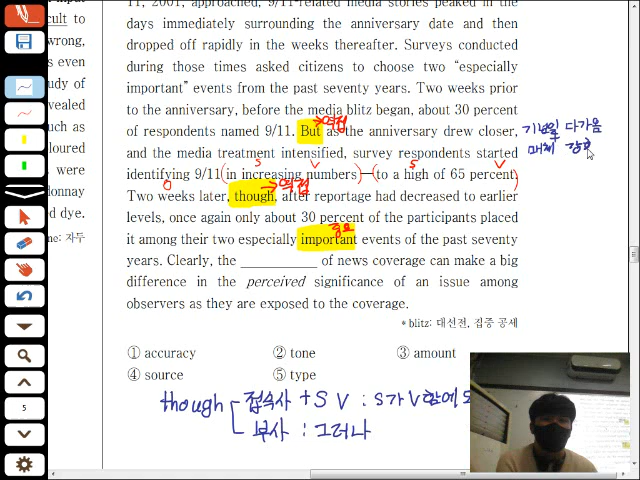 11, 2001, approached, 9/11-related media stories peaked in the
days immediately surrounding the anniversary date and then
dropped off rapidly in the weeks thereafter. Surveys conducted
during those times asked citizens to choose two “especially
important” events from the past seventy years. Two weeks prior
to the anniversary, before the media blitz began, about 30 percent
of respondents named 9/11. But as the anniversary drew closer,
and the media treatment intensified, survey respondents started
identifying 9/11 (in increasing numbers) — (to a high of 65 percent.)
Two weeks later, though, after reportage had decreased to earlier
levels, once again only about 30 percent of the participants placed
it among their two especially important events of the past seventy
years. Clearly, the ____________ of news coverage can make a big
difference in the perceived significance of an issue among
observers as they are exposed to the coverage.
* blitz: 대선전, 집중 공세
① accuracy ② tone ③ amount
④ source ⑤ type
though 접속사 + S V : S가 V 함에도
부사 : 그러나
→역접
기념일 다가옴
매체 강화
S V S V
O
→역접
중요
ficult to
wrong,
s even
udy of
vealed
uch as
loured
were
donnay
d dye.
me: 자두
5